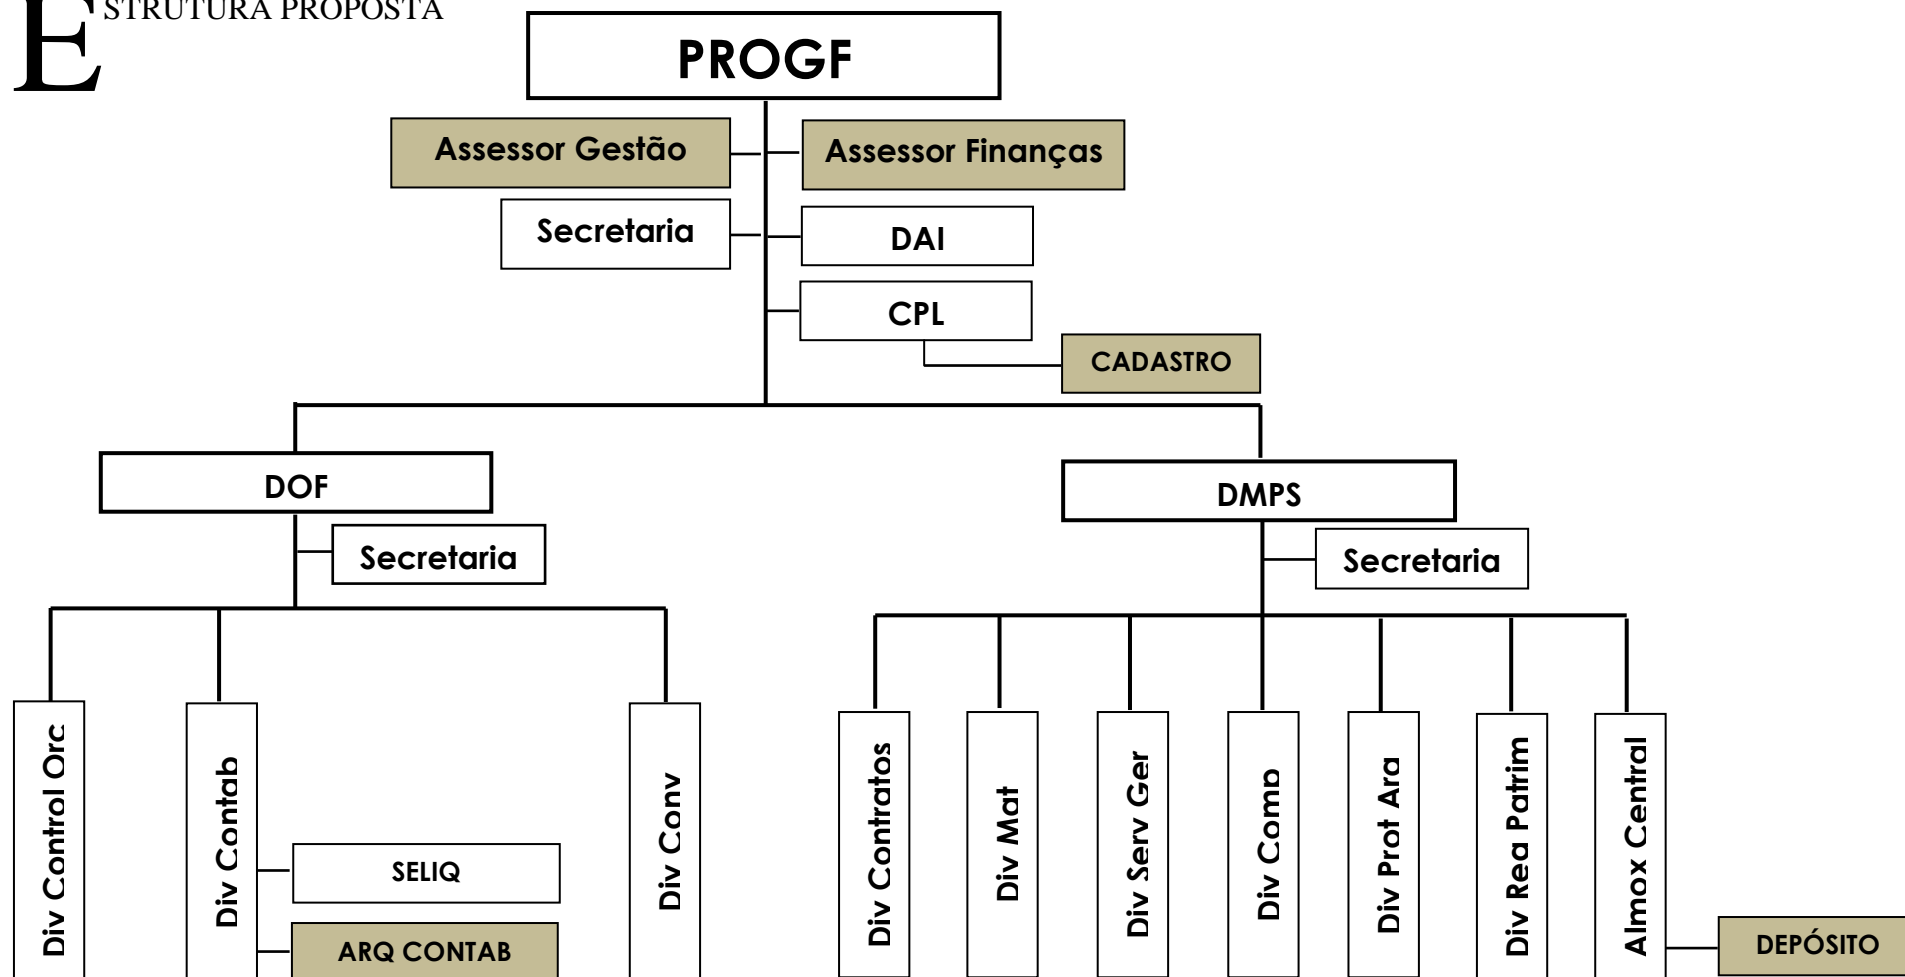 ESTRUTURA PROPOSTA
PROGF
Assessor Gestão
Assessor Finanças
Secretaria
DAI
CPL
CADASTRO
DOF
DMPS
Secretaria
Secretaria
Div Control Orc
Div Contab
SELIQ
ARQ CONTAB
Div Conv
Div Contratos
Div Mat
Div Serv Ger
Div Comp
Div Prot Arq
Div Reg Patrim
Almox Central
DEPÓSITO